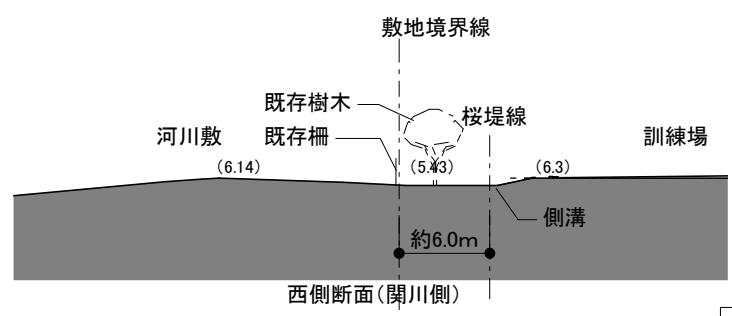 敷地境界線
既存樹木
桜堤線
河川敷
既存柵
訓練場
(6.14)
(5.43)
(6.3)
側溝
約6.0m
西側断面(関川側)